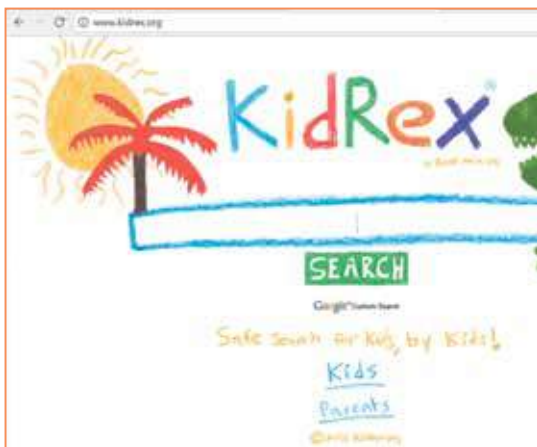 www.kidrex.org
KidRex
SEARCH
Google Custom Search
Safe Search for Kids, by Kids!
Kids
Parents